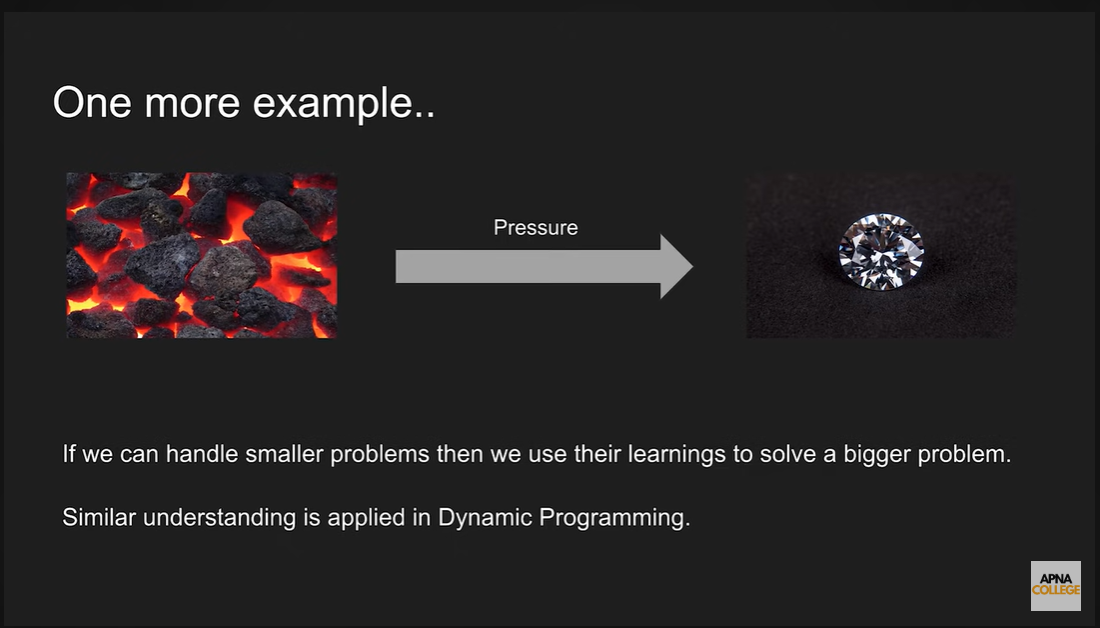 One more example..
Pressure
If we can handle smaller problems then we use their learnings to solve a bigger problem.
Similar understanding is applied in Dynamic Programming.
APNA
COLLEGE